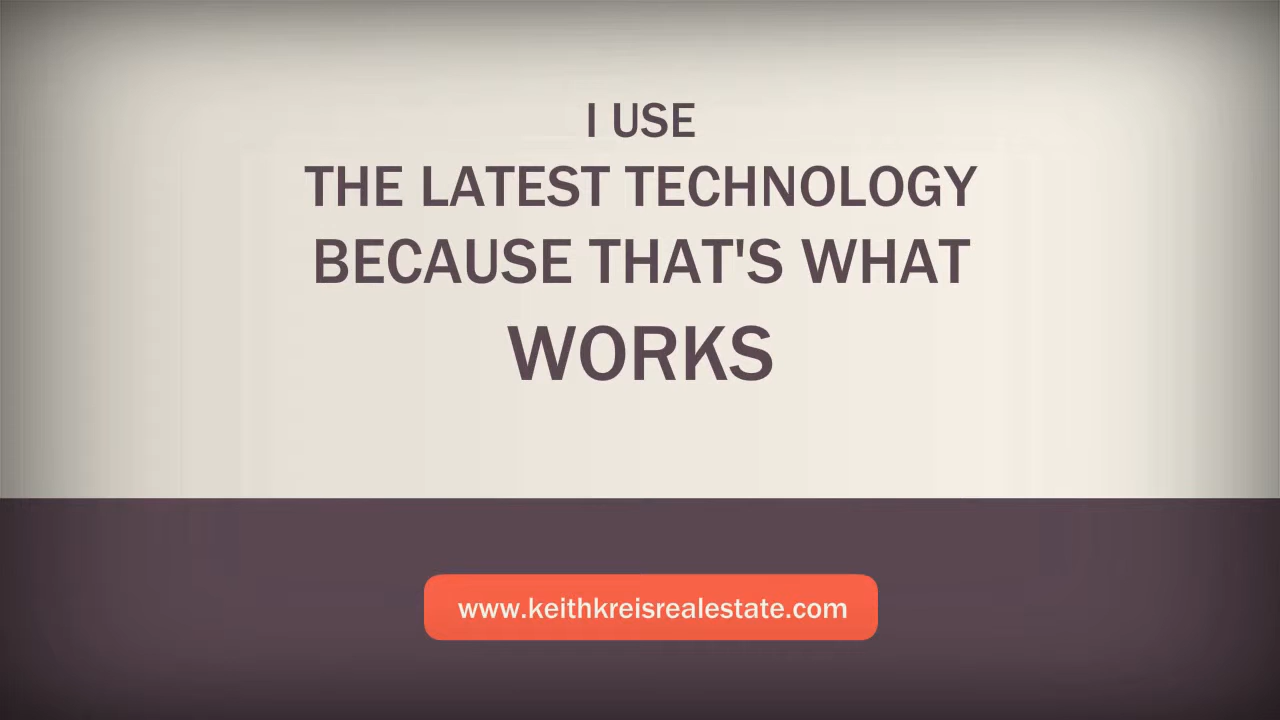 I USE
THE LATEST TECHNOLOGY
BECAUSE THAT'S WHAT
WORKS
www.keithkreisrealestate.com